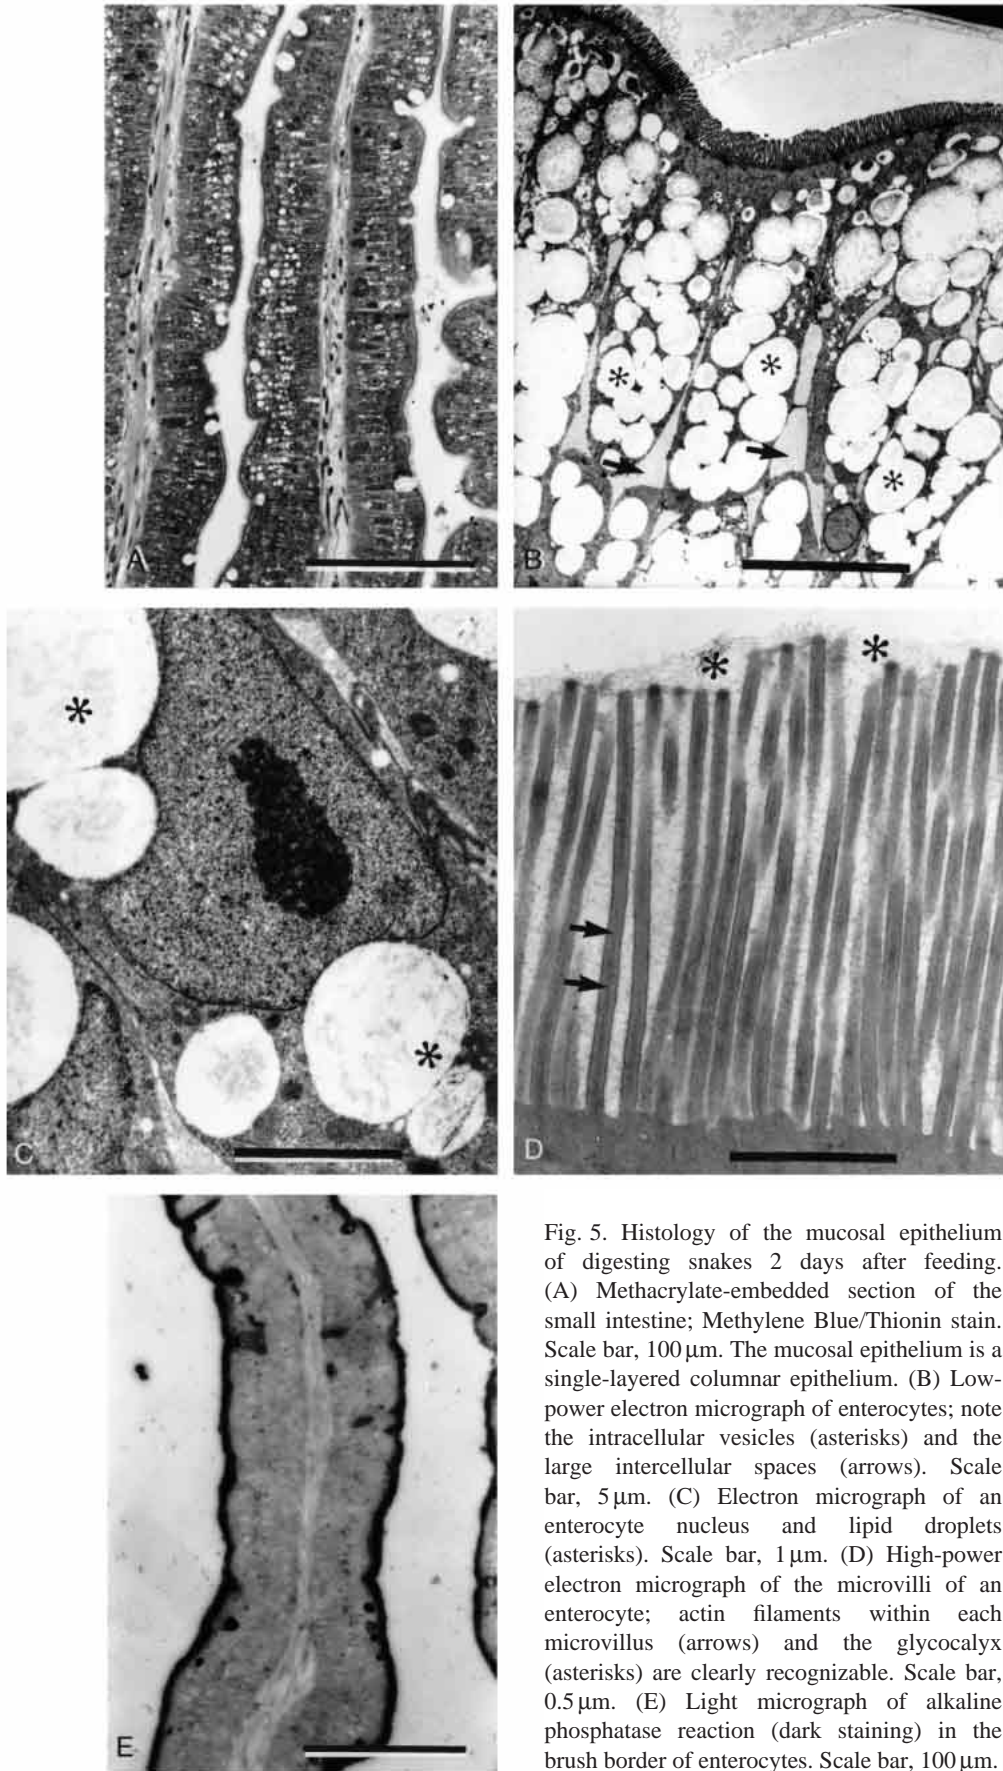 A
B
*
*
*
*
*
C
*
*
D
E
Fig. 5. Histology of the mucosal epithelium
of digesting snakes 2 days after feeding.
(A) Methacrylate-embedded section of the
small intestine; Methylene Blue/Thionin stain.
Scale bar, 100 µm. The mucosal epithelium is a
single-layered columnar epithelium. (B) Low-
power electron micrograph of enterocytes; note
the intracellular vesicles (asterisks) and the
large intercellular spaces (arrows). Scale
bar, 5 µm. (C) Electron micrograph of an
enterocyte nucleus and lipid droplets
(asterisks). Scale bar, 1 µm. (D) High-power
electron micrograph of the microvilli of an
enterocyte; actin filaments within each
microvillus (arrows) and the glycocalyx
(asterisks) are clearly recognizable. Scale bar,
0.5 µm. (E) Light micrograph of alkaline
phosphatase reaction (dark staining) in the
brush border of enterocytes. Scale bar, 100 µm.